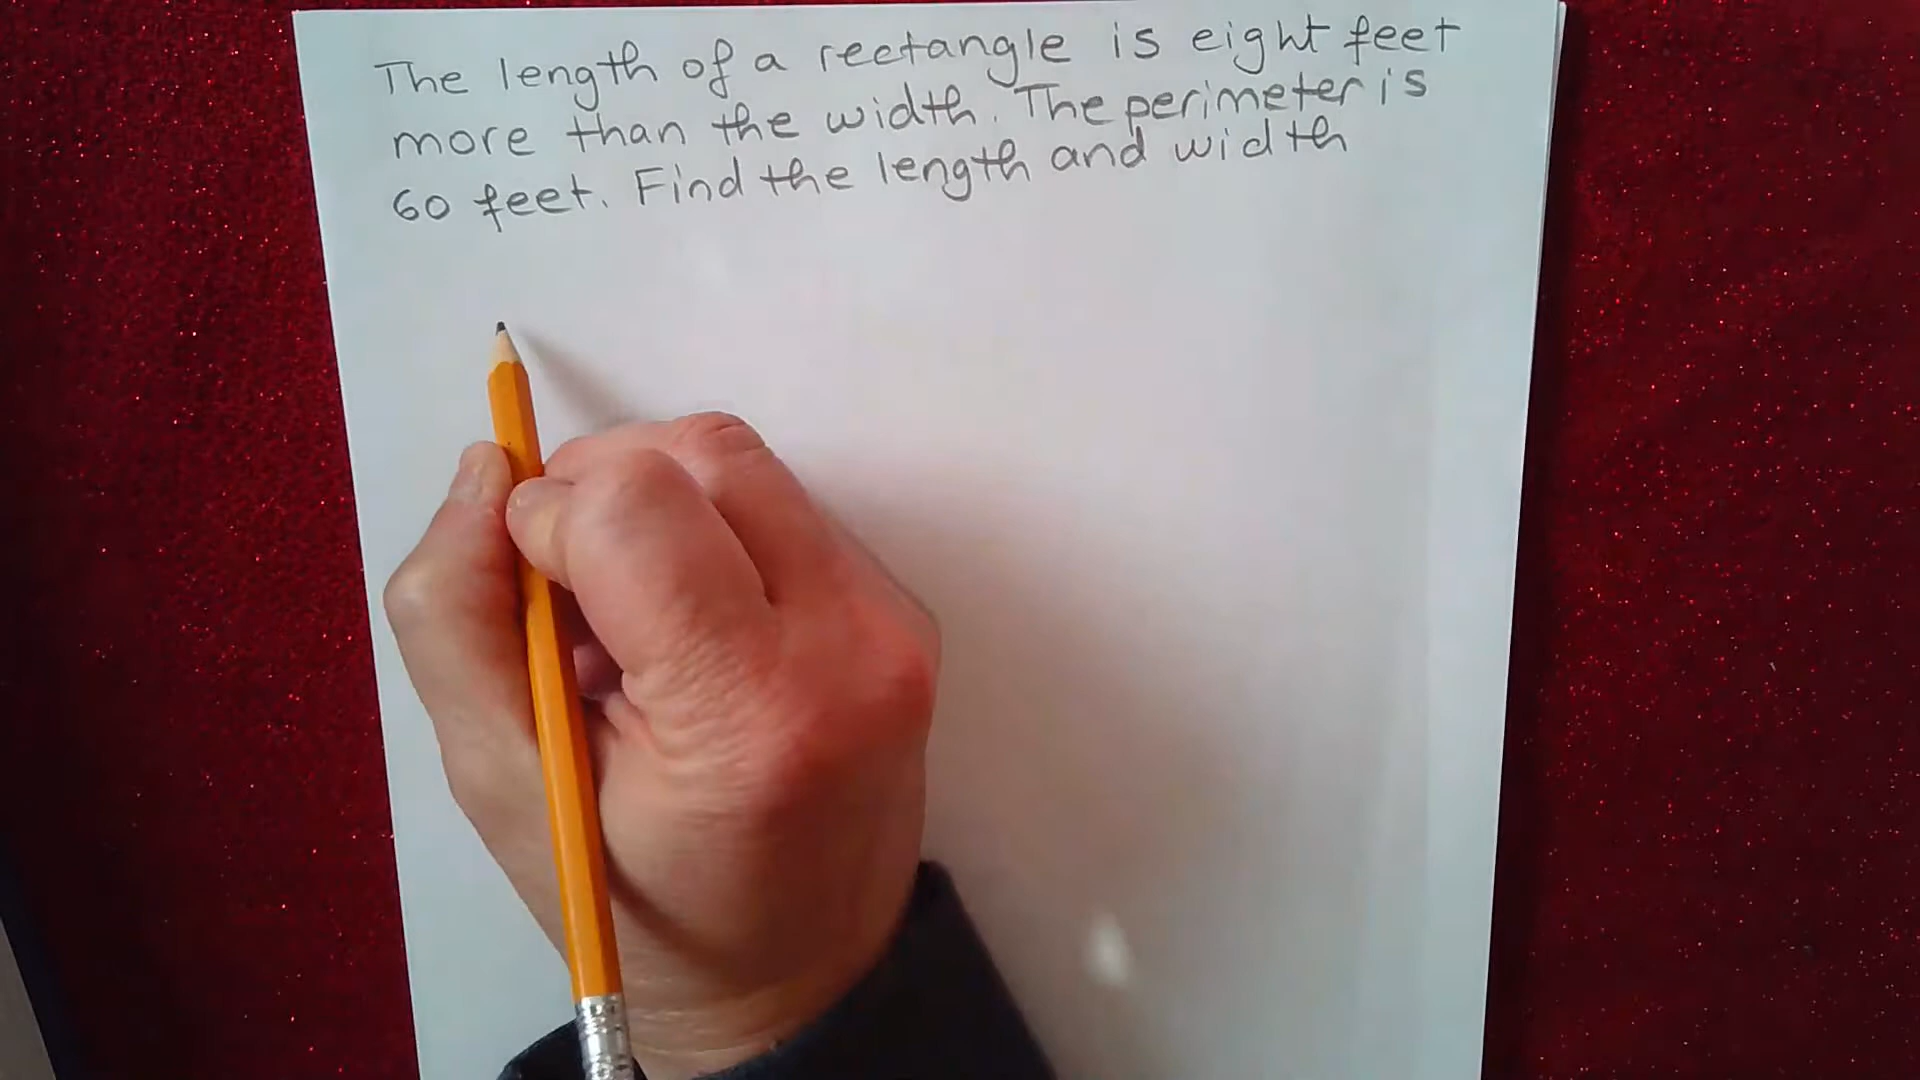 The length of a rectangle is eight feet
more than the width. The perimeter is
60 feet. Find the length and width